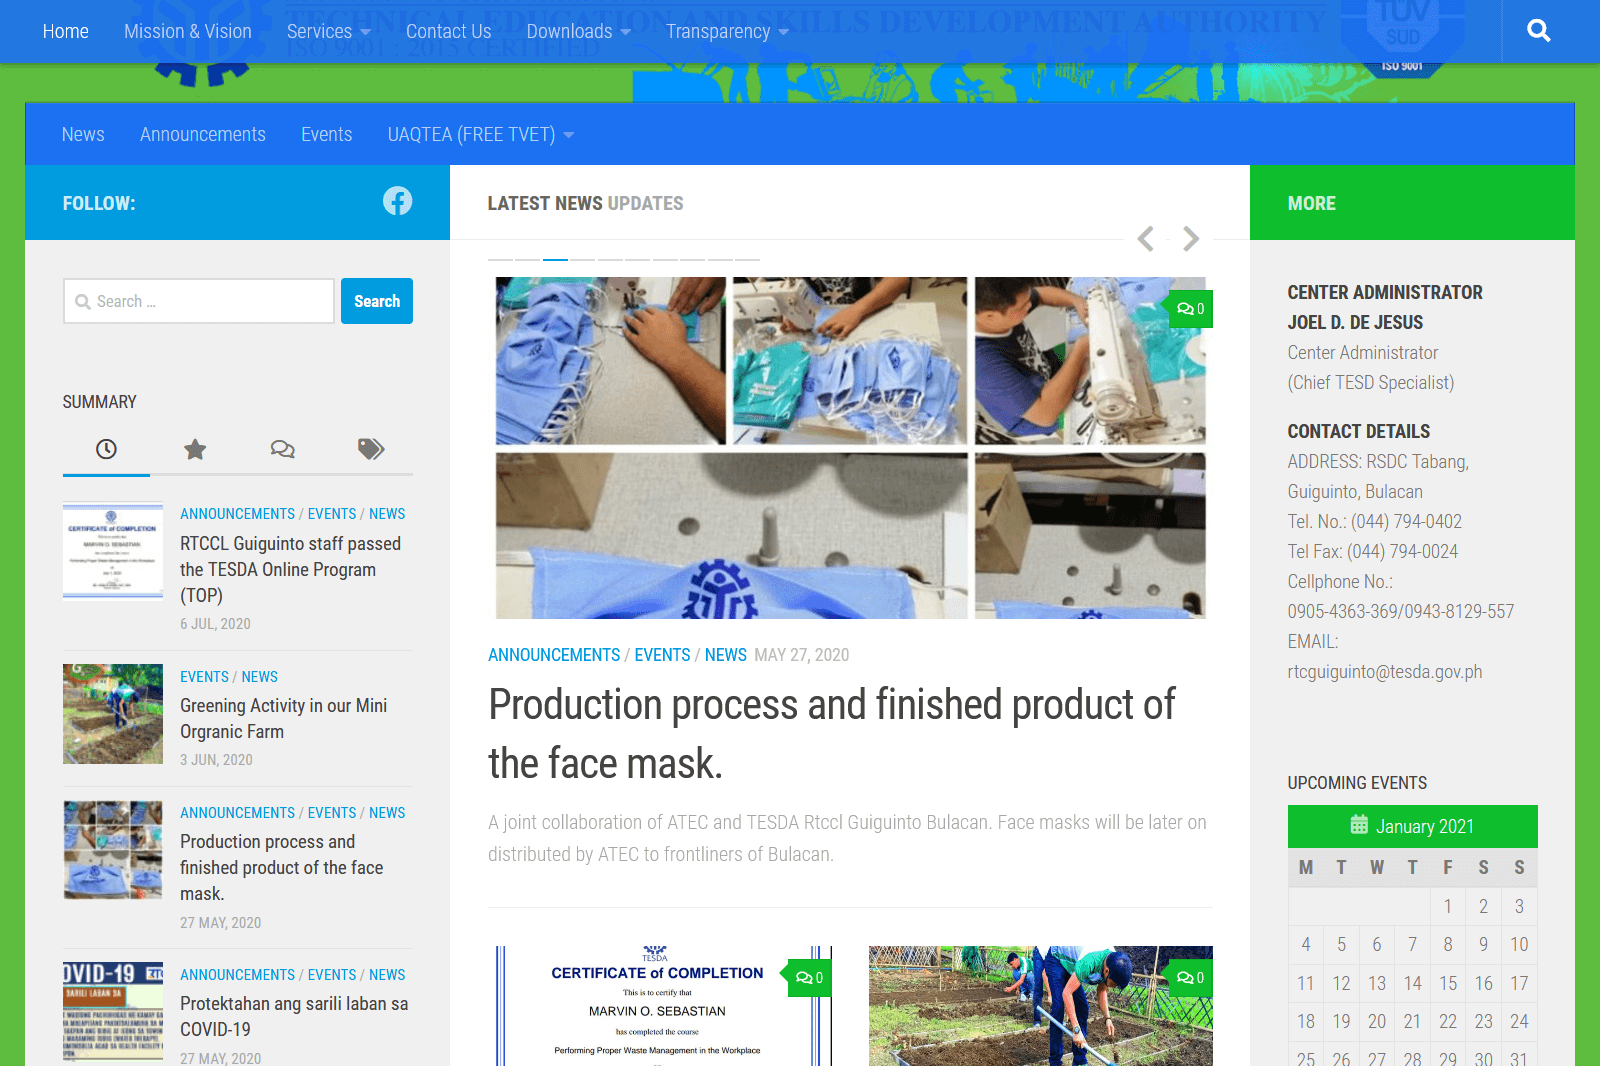 Home
Mission & Vision
Services
Contact Us
Downloads
Transparency
TECHNICAL EDUCATION AND SKILLS DEVELOPMENT AUTHORITY
ISO 9001 : 2015 CERTIFIED
TÜV
SUD
ISO 9001
News
Announcements
Events
UAQTEA (FREE TVET)
FOLLOW:
Search ...
Search
SUMMARY
ANNOUNCEMENTS / EVENTS / NEWS
RTCCL Guiguinto staff passed
the TESDA Online Program
(TOP)
6 JUL, 2020
EVENTS / NEWS
Greening Activity in our Mini
Orgranic Farm
3 JUN, 2020
ANNOUNCEMENTS / EVENTS / NEWS
Production process and
finished product of the face
mask.
27 MAY, 2020
ANNOUNCEMENTS / EVENTS / NEWS
Protektahan ang sarili laban sa
COVID-19
27 MAY, 2020
CERTIFICATE of COMPLETION
MARVIN O. SEBASTIAN
OVID-19
SARILI LABAN SA
LATEST NEWS UPDATES
0
ANNOUNCEMENTS / EVENTS / NEWS MAY 27, 2020
Production process and finished product of
the face mask.
A joint collaboration of ATEC and TESDA Rtccl Guiguinto Bulacan. Face masks will be later on
distributed by ATEC to frontliners of Bulacan.
TESDA
CERTIFICATE of COMPLETION
This is to certify that
MARVIN O. SEBASTIAN
has completed the course
Performing Proper Waste Management in the Workplace
0
0
MORE
CENTER ADMINISTRATOR
JOEL D. DE JESUS
Center Administrator
(Chief TESD Specialist)
CONTACT DETAILS
ADDRESS: RSDC Tabang,
Guiguinto, Bulacan
Tel. No.: (044) 794-0402
Tel Fax: (044) 794-0024
Cellphone No.:
0905-4363-369/0943-8129-557
EMAIL:
rtcguiguinto@tesda.gov.ph
UPCOMING EVENTS
January 2021
M T W T F S S
1 2 3
4 5 6 7 8 9 10
11 12 13 14 15 16 17
18 19 20 21 22 23 24
25 26 27 28 29 30 31